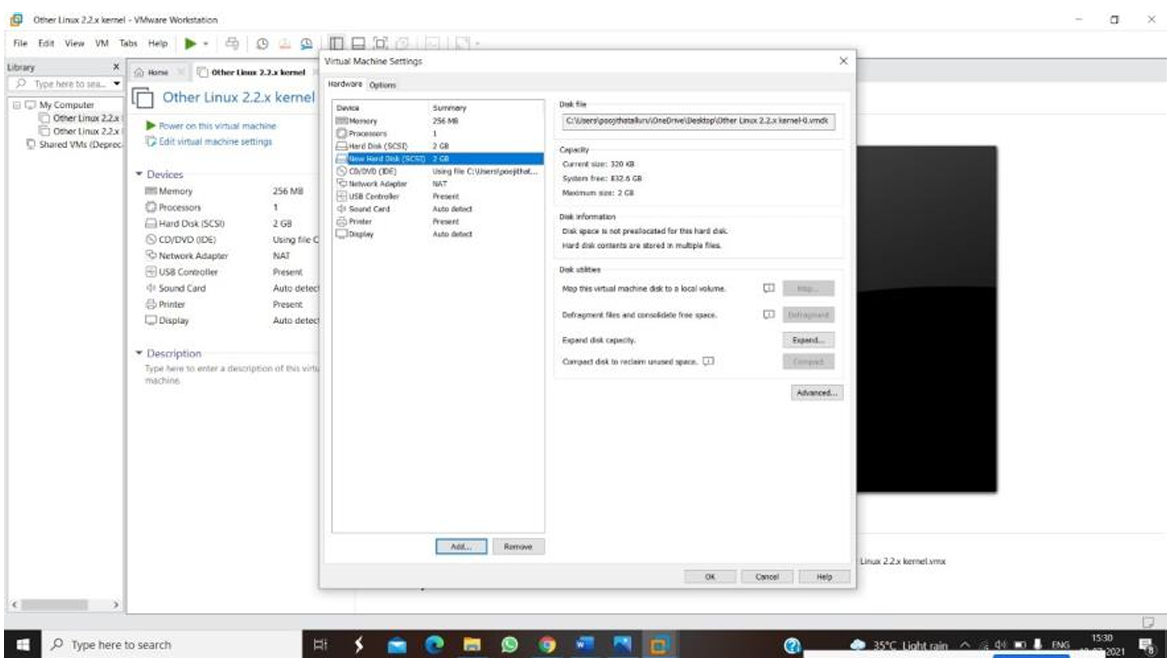 Other Linux 2.2.x kernel - VMware Workstation
File Edit View VM Tabs Help
Library
Type here to sea...
My Computer
Other Linux 2.2.x
Other Linux 2.2.x
Shared VMs (Deprec
Home
Other Linux 2.2.x kernel
Other Linux 2.2.x kernel
Power on this virtual machine
Edit virtual machine settings
Devices
Memory 256 MB
Processors 1
Hard Disk (SCSI) 2 GB
CD/DVD (IDE) Using file C
Network Adapter NAT
USB Controller Present
Sound Card Auto detect
Printer Present
Display Auto detect
Description
Type here to enter a description of this virtu
machine.
Virtual Machine Settings
Hardware Options
Device Summary
Memory 256 MB
Processors 1
Hard Disk (SCSI) 2 GB
New Hard Disk (SCSI) 2 GB
CD/DVD (IDE) Using file C:\Users\poojithat...
Network Adapter NAT
USB Controller Present
Sound Card Auto detect
Printer Present
Display Auto detect
Add... Remove
Disk file
C:\Users\poojithatalluru\OneDrive\Desktop\Other Linux 2.2.x kernel-0.vmdk
Capacity
Current size: 320 KB
System free: 832.6 GB
Maximum size: 2 GB
Disk information
Disk space is not preallocated for this hard disk.
Hard disk contents are stored in multiple files.
Disk utilities
Map this virtual machine disk to a local volume. Map...
Defragment files and consolidate free space. Defragment
Expand disk capacity. Expand...
Compact disk to reclaim unused space. Compact
Advanced...
OK Cancel Help
Linux 2.2.x kernel.vmx
Type here to search
35°C Light rain
ENG
15:30
2021